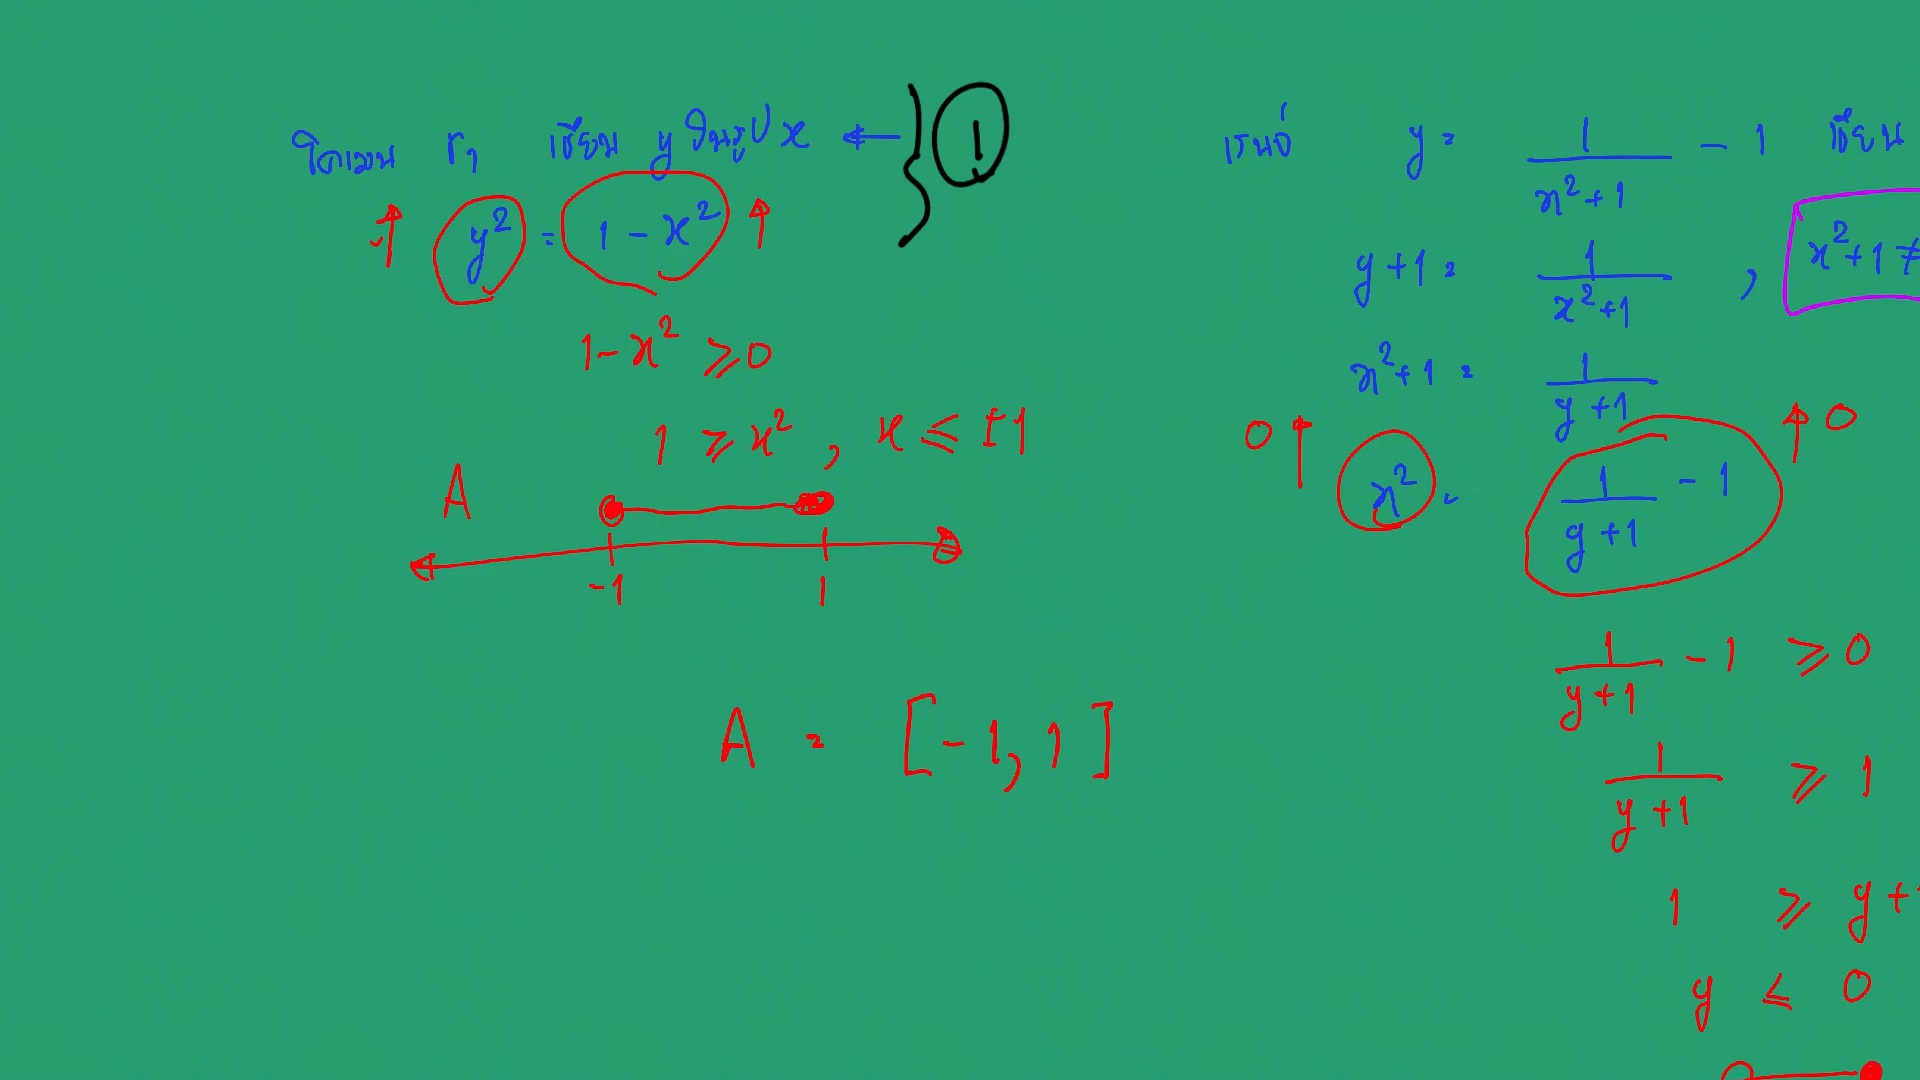 โดเมน r₁ เขียน y ในรูป x ← } ①
y² = 1 - x²
1 - x² ≥ 0
1 ≥ x² , x ≤ ±1
A
-1 1
A = [-1, 1]
เรนจ์ y = 1/(x²+1) - 1 เขียน
y + 1 = 1/(x²+1) , x² + 1 ≠
x² + 1 = 1/(y+1)
0 ↑ x² = 1/(y+1) - 1 ↑ 0
1/(y+1) - 1 ≥ 0
1/(y+1) ≥ 1
1 ≥ y +
y ≤ 0